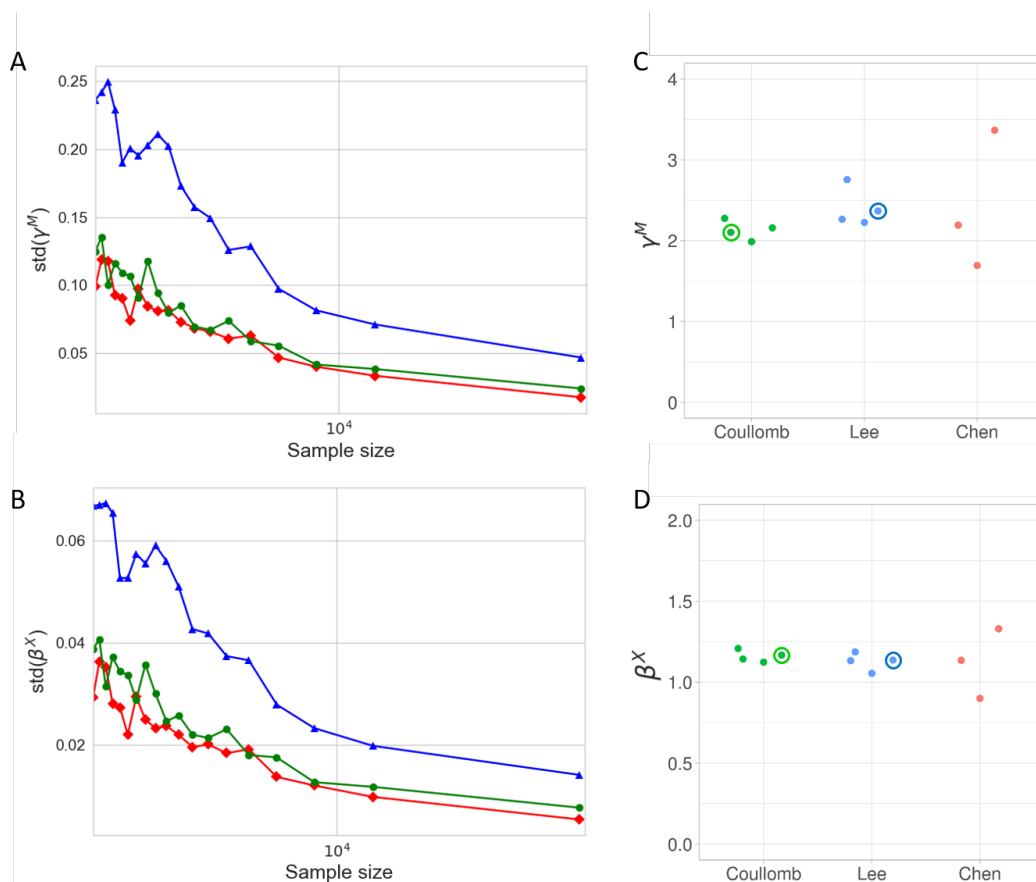 A
0.25
0.20
0.15
0.10
0.05
std(γ^M)
10^4
Sample size
B
0.06
0.04
0.02
std(β^X)
10^4
Sample size
C
4
3
2
1
0
γ^M
Coullomb Lee Chen
D
2.0
1.5
1.0
0.5
0.0
β^X
Coullomb Lee Chen